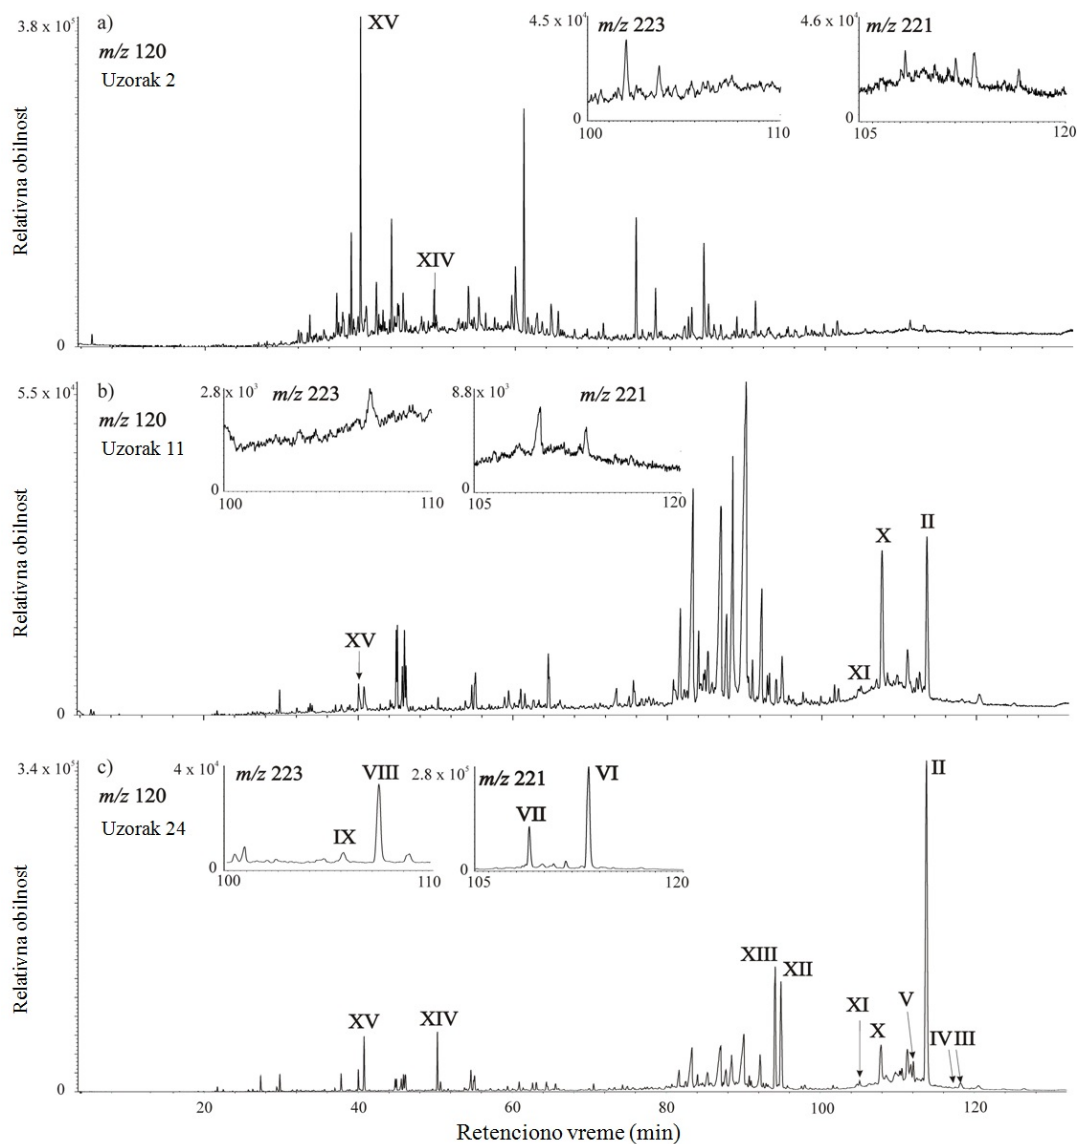 a)
3.8 x 10⁵
m/z 120
Uzorak 2
XV
XIV
Relativna obilnost
0
4.5 x 10⁴
m/z 223
0
100
110
4.6 x 10⁴
m/z 221
0
105
120
b)
5.5 x 10⁴
m/z 120
Uzorak 11
2.8 x 10³
m/z 223
0
100
110
8.8 x 10³
m/z 221
0
105
120
Relativna obilnost
XV
XI
X
II
0
c)
3.4 x 10⁵
m/z 120
Uzorak 24
4 x 10⁴
m/z 223
VIII
IX
0
100
110
2.8 x 10⁵
m/z 221
VI
VII
0
105
120
II
Relativna obilnost
XV
XIV
XIII
XII
XI
X
V
IV
III
0
20
40
60
80
100
120
Retenciono vreme (min)